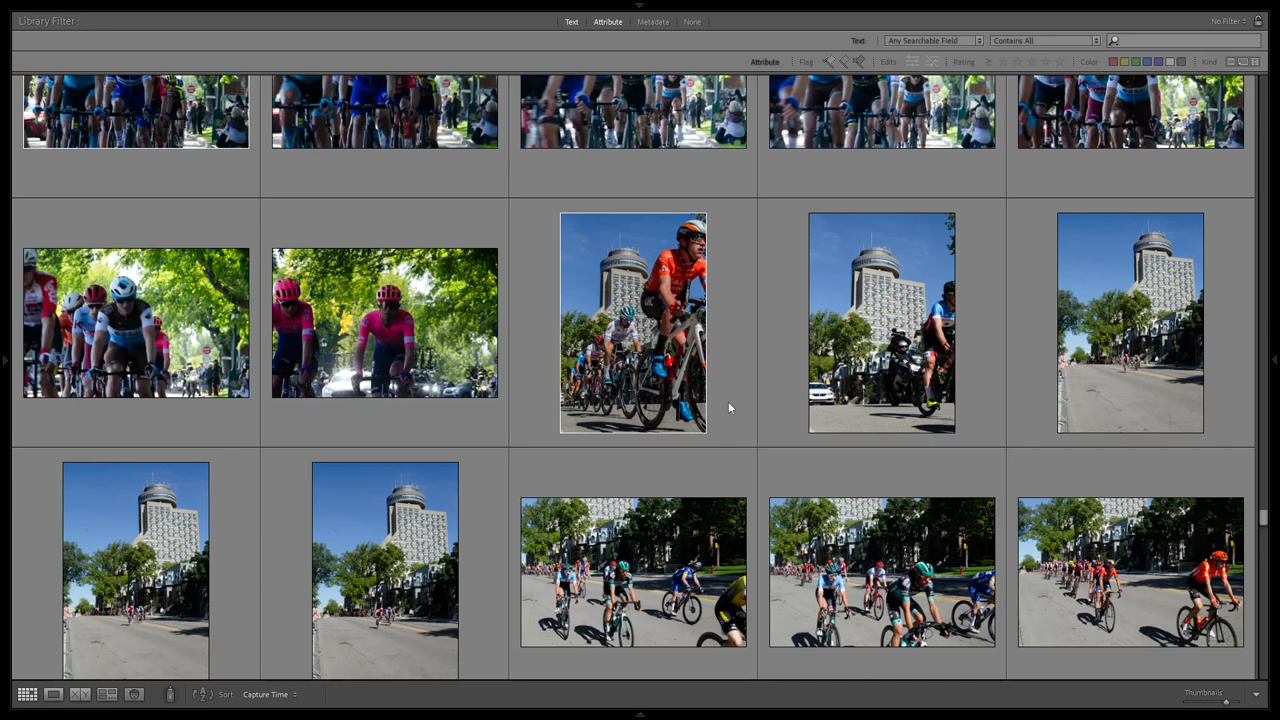 Library Filter : Text Attribute Metadata None No Filter
Text Any Searchable Field Contains All
Attribute Flag Edits Rating ≥ Color Kind
Sort: Capture Time Thumbnails